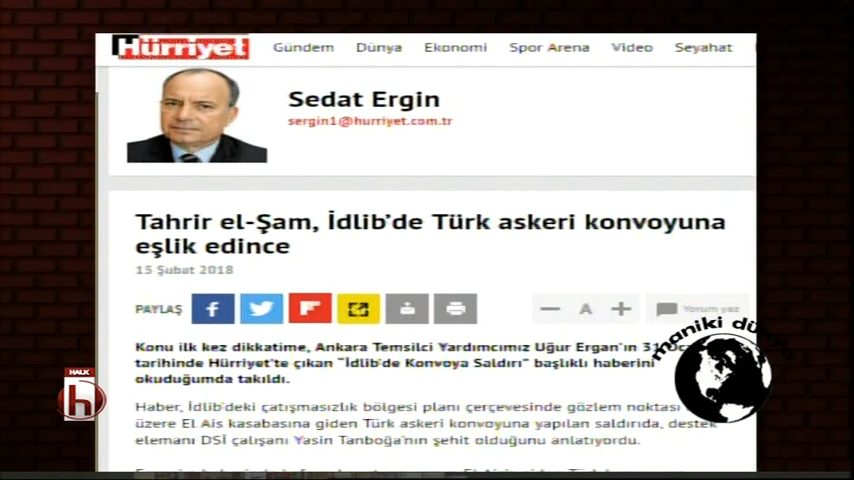 Hürriyet Gündem Dünya Ekonomi Spor Arena Video Seyahat
Sedat Ergin
sergin1@hurriyet.com.tr
Tahrir el-Şam, İdlib’de Türk askeri konvoyuna
eşlik edince
15 Şubat 2018
PAYLAŞ A Yorum yaz
maniki
Konu ilk kez dikkatime, Ankara Temsilci Yardımcımız Uğur Ergan’ın
tarihinde Hürriyet’te çıkan “İdlib’de Konvoya Saldırı” başlıklı haberini
okuduğumda takıldı.
HALK
h
Haber, İdlib’deki çatışmasızlık bölgesi planı çerçevesinde gözlem noktası
üzere El Ais kasabasına giden Türk askeri konvoyuna yapılan saldırıda, destek
elemanı DSİ çalışanı Yasin Tanboğa’nın şehit olduğunu anlatıyordu.